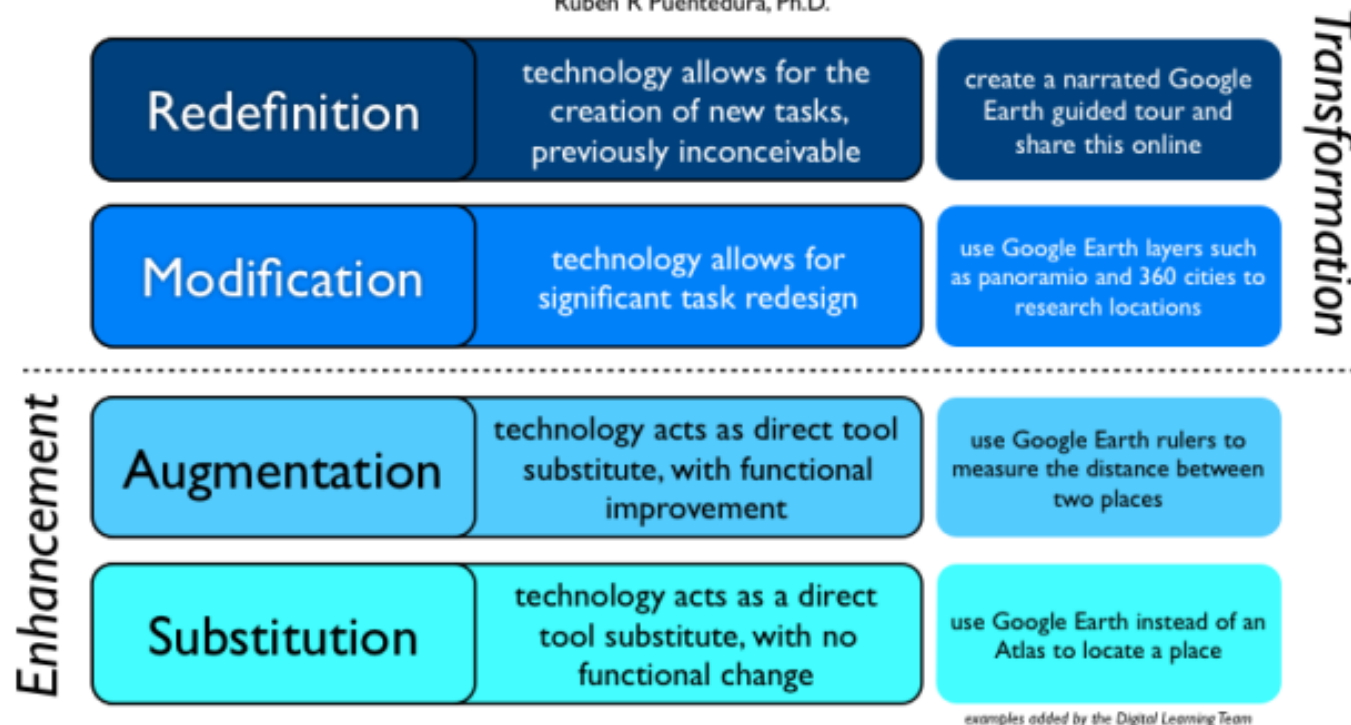 Ruben R Puentedura, Ph.D.
Redefinition
technology allows for the
creation of new tasks,
previously inconceivable
create a narrated Google
Earth guided tour and
share this online
Transformation
Modification
technology allows for
significant task redesign
use Google Earth layers such
as panoramio and 360 cities to
research locations
Enhancement
Augmentation
technology acts as direct tool
substitute, with functional
improvement
use Google Earth rulers to
measure the distance between
two places
Substitution
technology acts as a direct
tool substitute, with no
functional change
use Google Earth instead of an
Atlas to locate a place
examples added by the Digital Learning Team